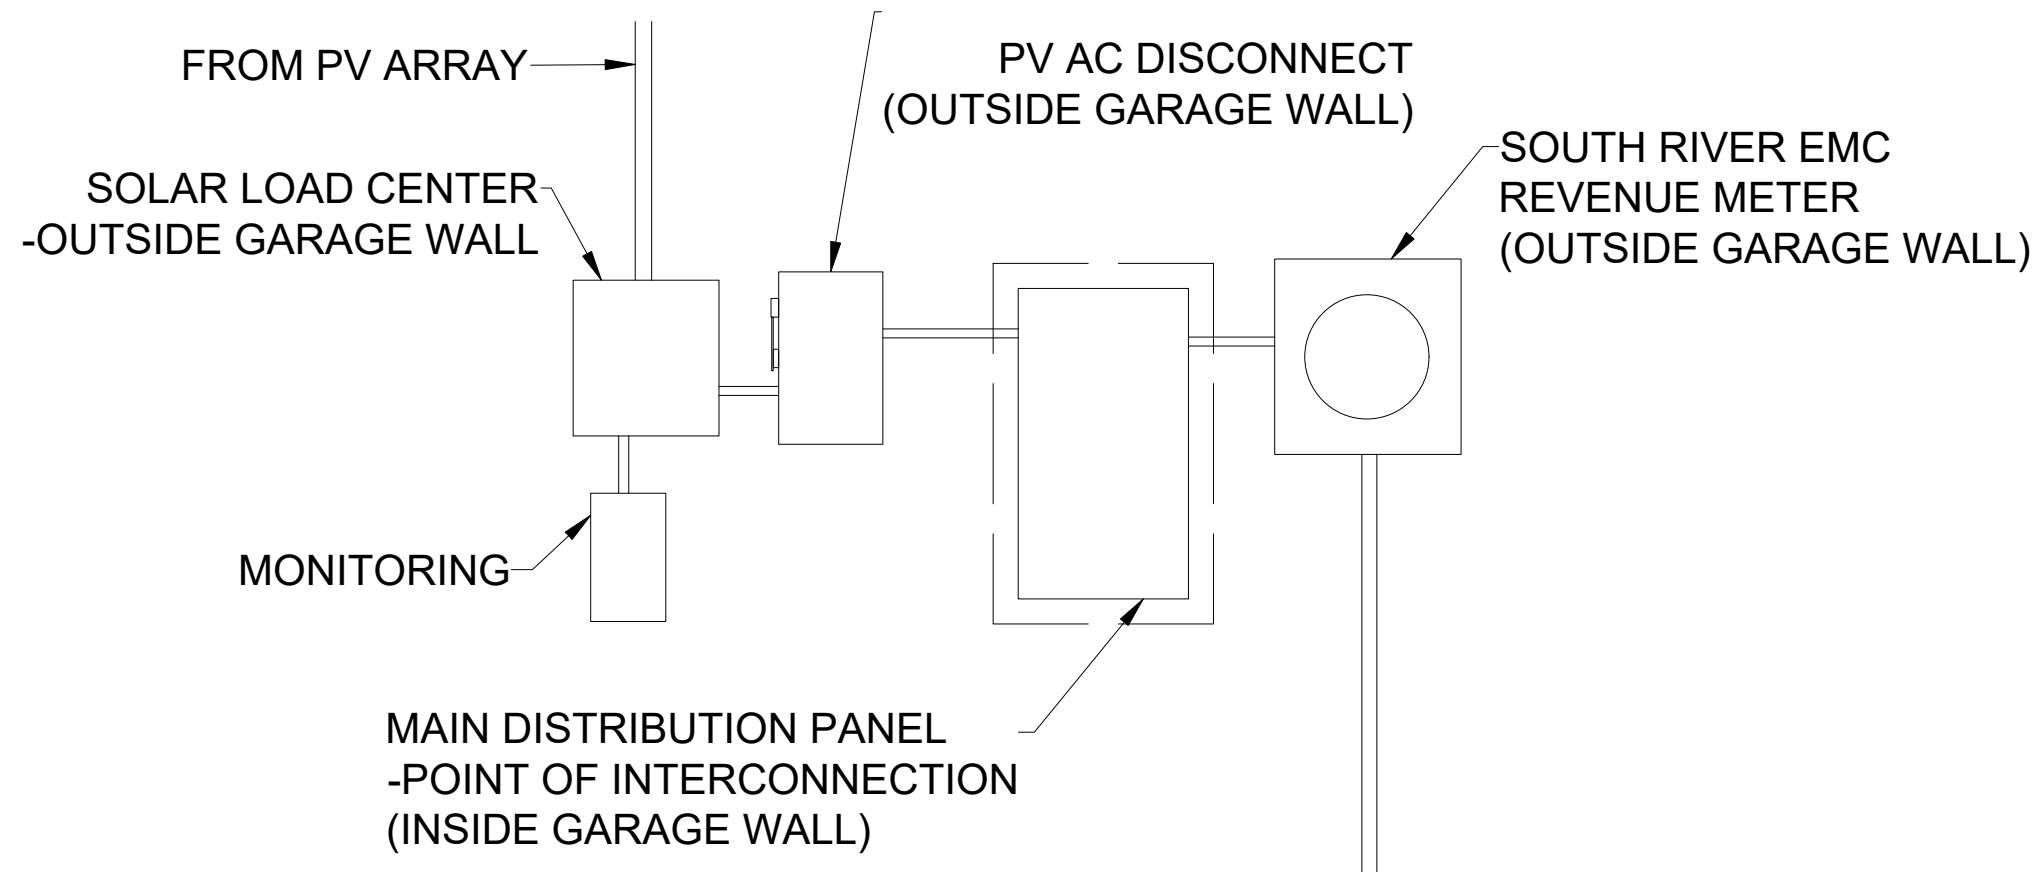 FROM PV ARRAY
PV AC DISCONNECT
(OUTSIDE GARAGE WALL)
SOLAR LOAD CENTER
-OUTSIDE GARAGE WALL
SOUTH RIVER EMC
REVENUE METER
(OUTSIDE GARAGE WALL)
MONITORING
MAIN DISTRIBUTION PANEL
-POINT OF INTERCONNECTION
(INSIDE GARAGE WALL)